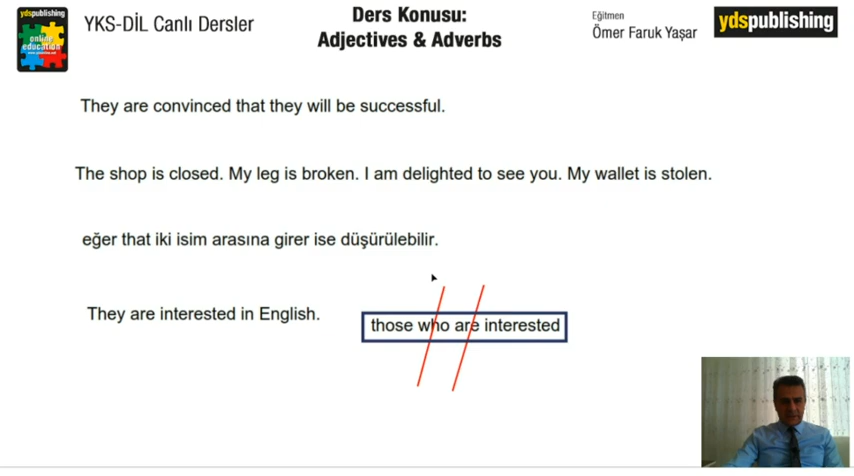 ydspublishing
online
education
YKS-DİL Canlı Dersler
Ders Konusu:
Adjectives & Adverbs
Eğitmen
Ömer Faruk Yaşar
ydspublishing
They are convinced that they will be successful.
The shop is closed. My leg is broken. I am delighted to see you. My wallet is stolen.
eğer that iki isim arasına girer ise düşürülebilir.
They are interested in English.
those who are interested